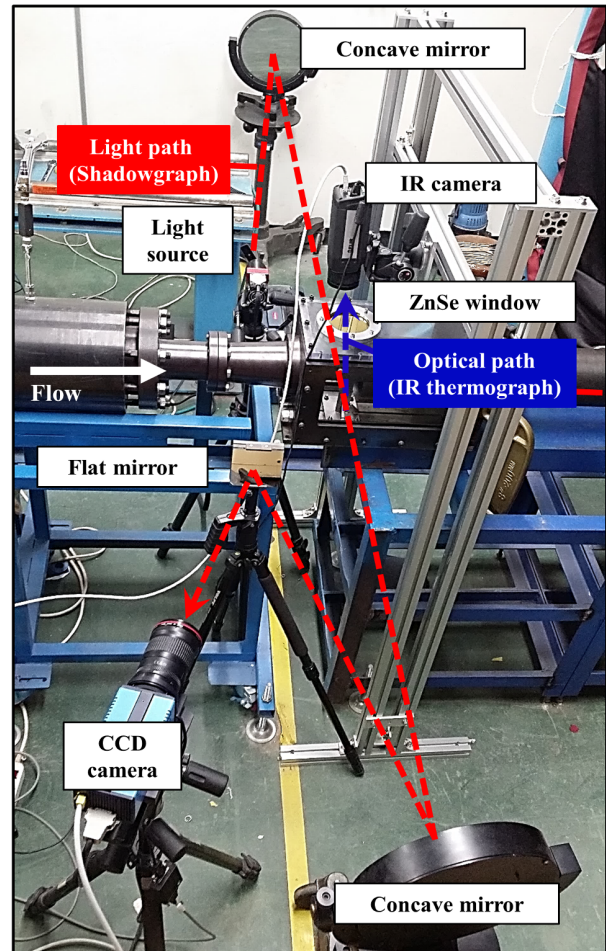 Concave mirror
Light path
(Shadowgraph)
IR camera
Light
source
ZnSe window
Optical path
(IR thermograph)
Flow
Flat mirror
CCD
camera
Concave mirror